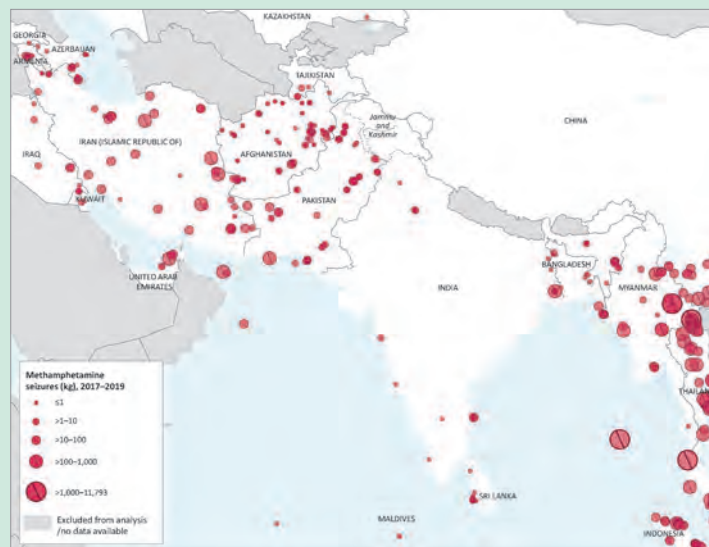 KAZAKHSTAN
GEORGIA
AZERBAIJAN
ARMENIA
TAJIKISTAN
CHINA
Jammu
and
Kashmir
IRAN (ISLAMIC REPUBLIC OF)
AFGHANISTAN
IRAQ
PAKISTAN
KUWAIT
BANGLADESH
UNITED ARAB
EMIRATES
INDIA
MYANMAR
THAILAND
SRI LANKA
MALDIVES
INDONESIA
Methamphetamine
seizures (kg), 2017–2019
≤1
>1–10
>10–100
>100–1,000
>1,000–11,793
Excluded from analysis
/no data available